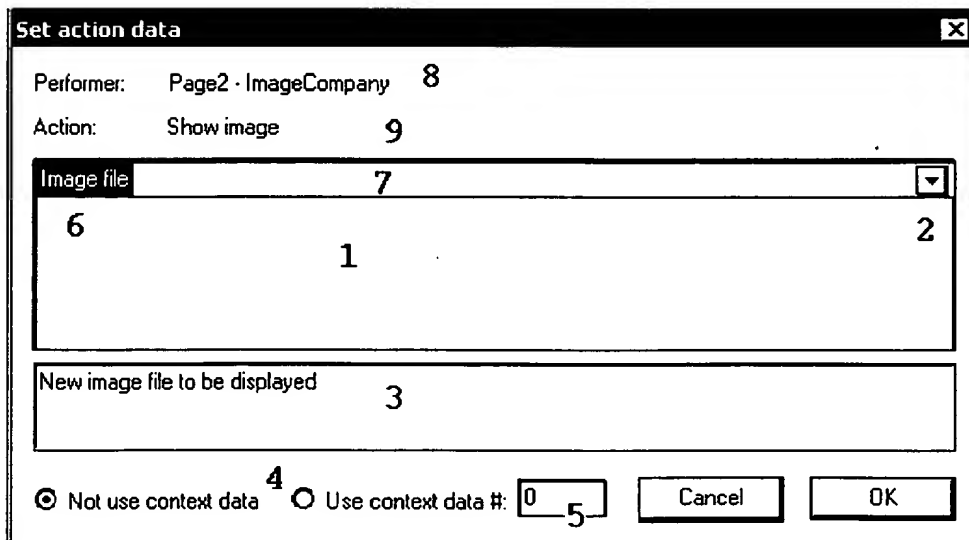 Set action data
Performer: Page2 - ImageCompany 8
Action: Show image 9
Image file 7
6 1 2
New image file to be displayed 3
Not use context data 4 Use context data #: 0 5 Cancel OK